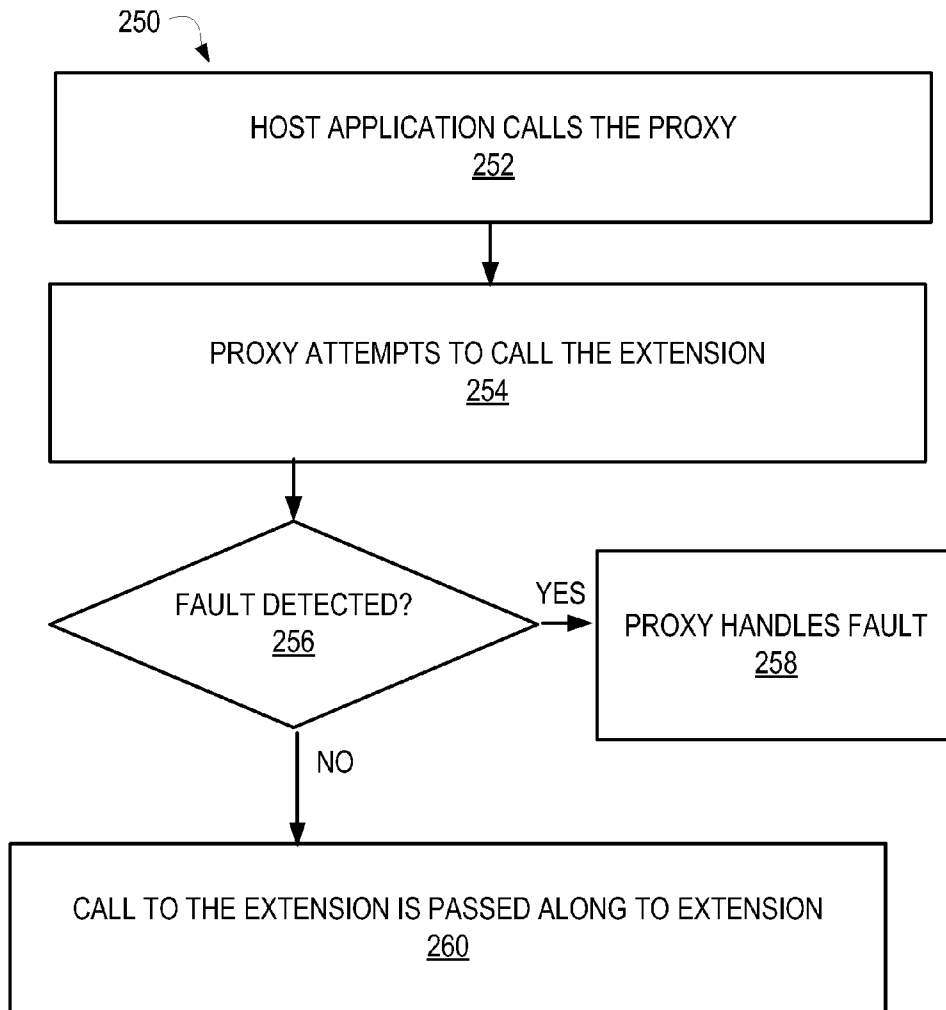 250
HOST APPLICATION CALLS THE PROXY
252
PROXY ATTEMPTS TO CALL THE EXTENSION
254
FAULT DETECTED?
256
YES
PROXY HANDLES FAULT
258
NO
CALL TO THE EXTENSION IS PASSED ALONG TO EXTENSION
260